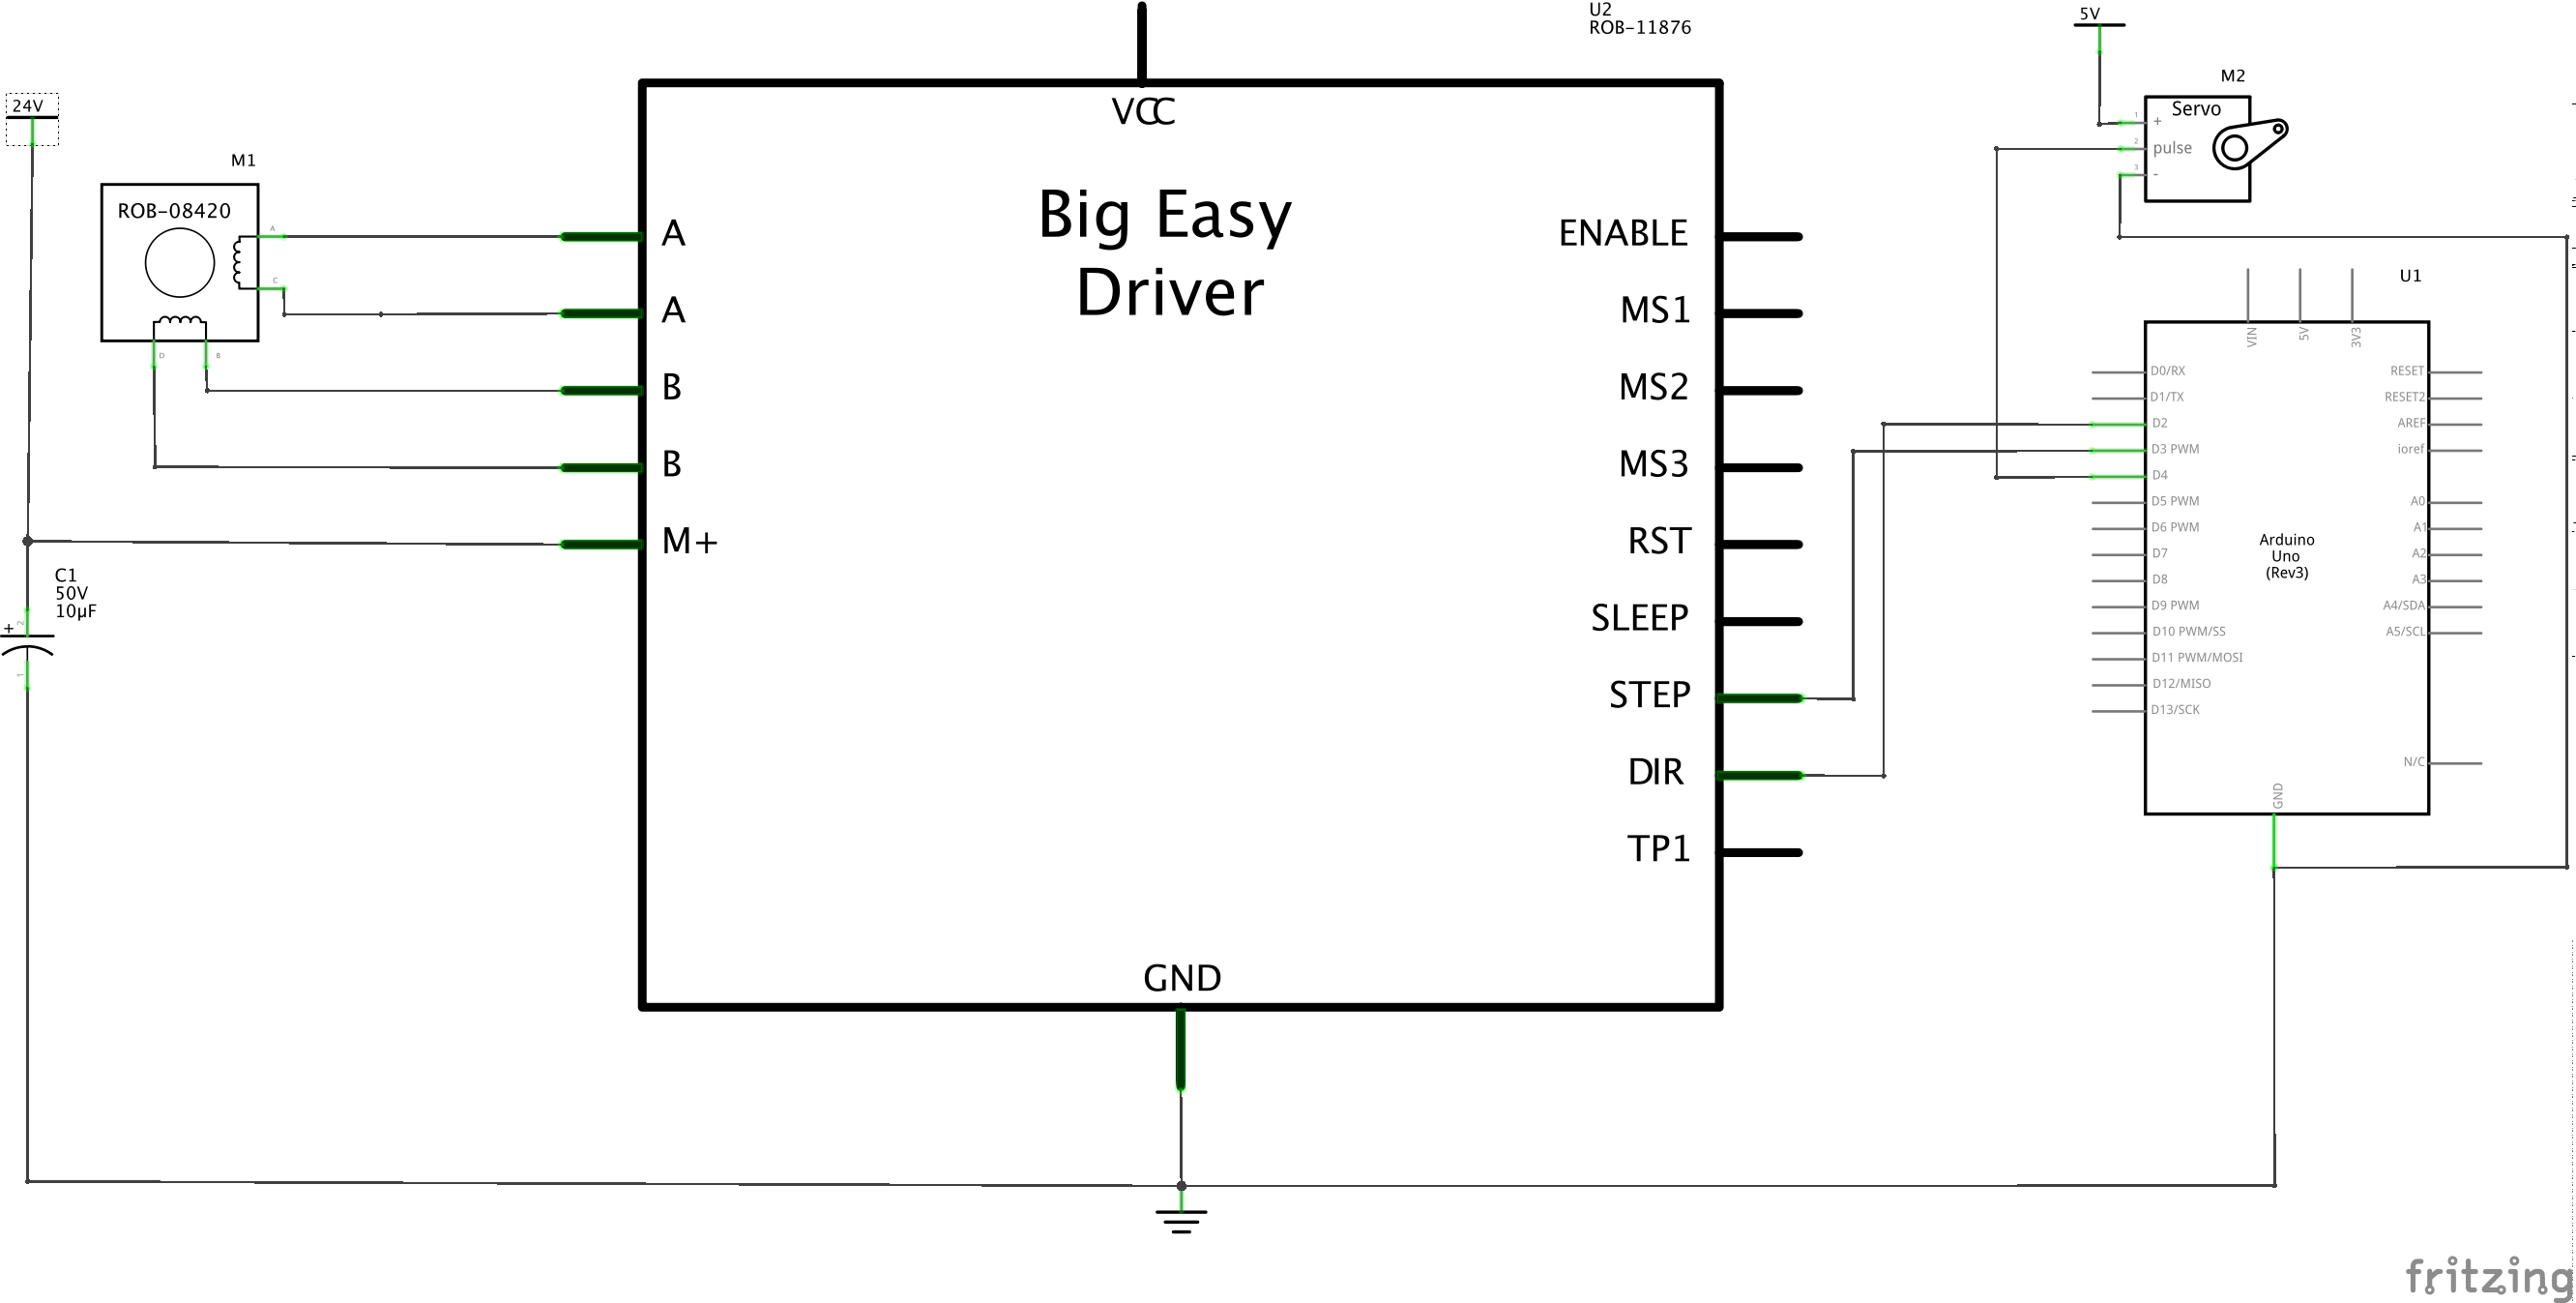 U2
ROB-11876
5V
M2
Servo
1
+
2
pulse
3
-
24V
M1
ROB-08420
A
C
D
B
VCC
Big Easy
Driver
A
A
B
B
M+
ENABLE
MS1
MS2
MS3
RST
SLEEP
STEP
DIR
TP1
GND
C1
50V
10µF
+
2
1
U1
VIN
5V
3V3
D0/RX
D1/TX
D2
D3 PWM
D4
D5 PWM
D6 PWM
D7
D8
D9 PWM
D10 PWM/SS
D11 PWM/MOSI
D12/MISO
D13/SCK
RESET
RESET2
AREF
ioref
A0
A1
A2
A3
A4/SDA
A5/SCL
N/C
Arduino
Uno
(Rev3)
GND
fritzing